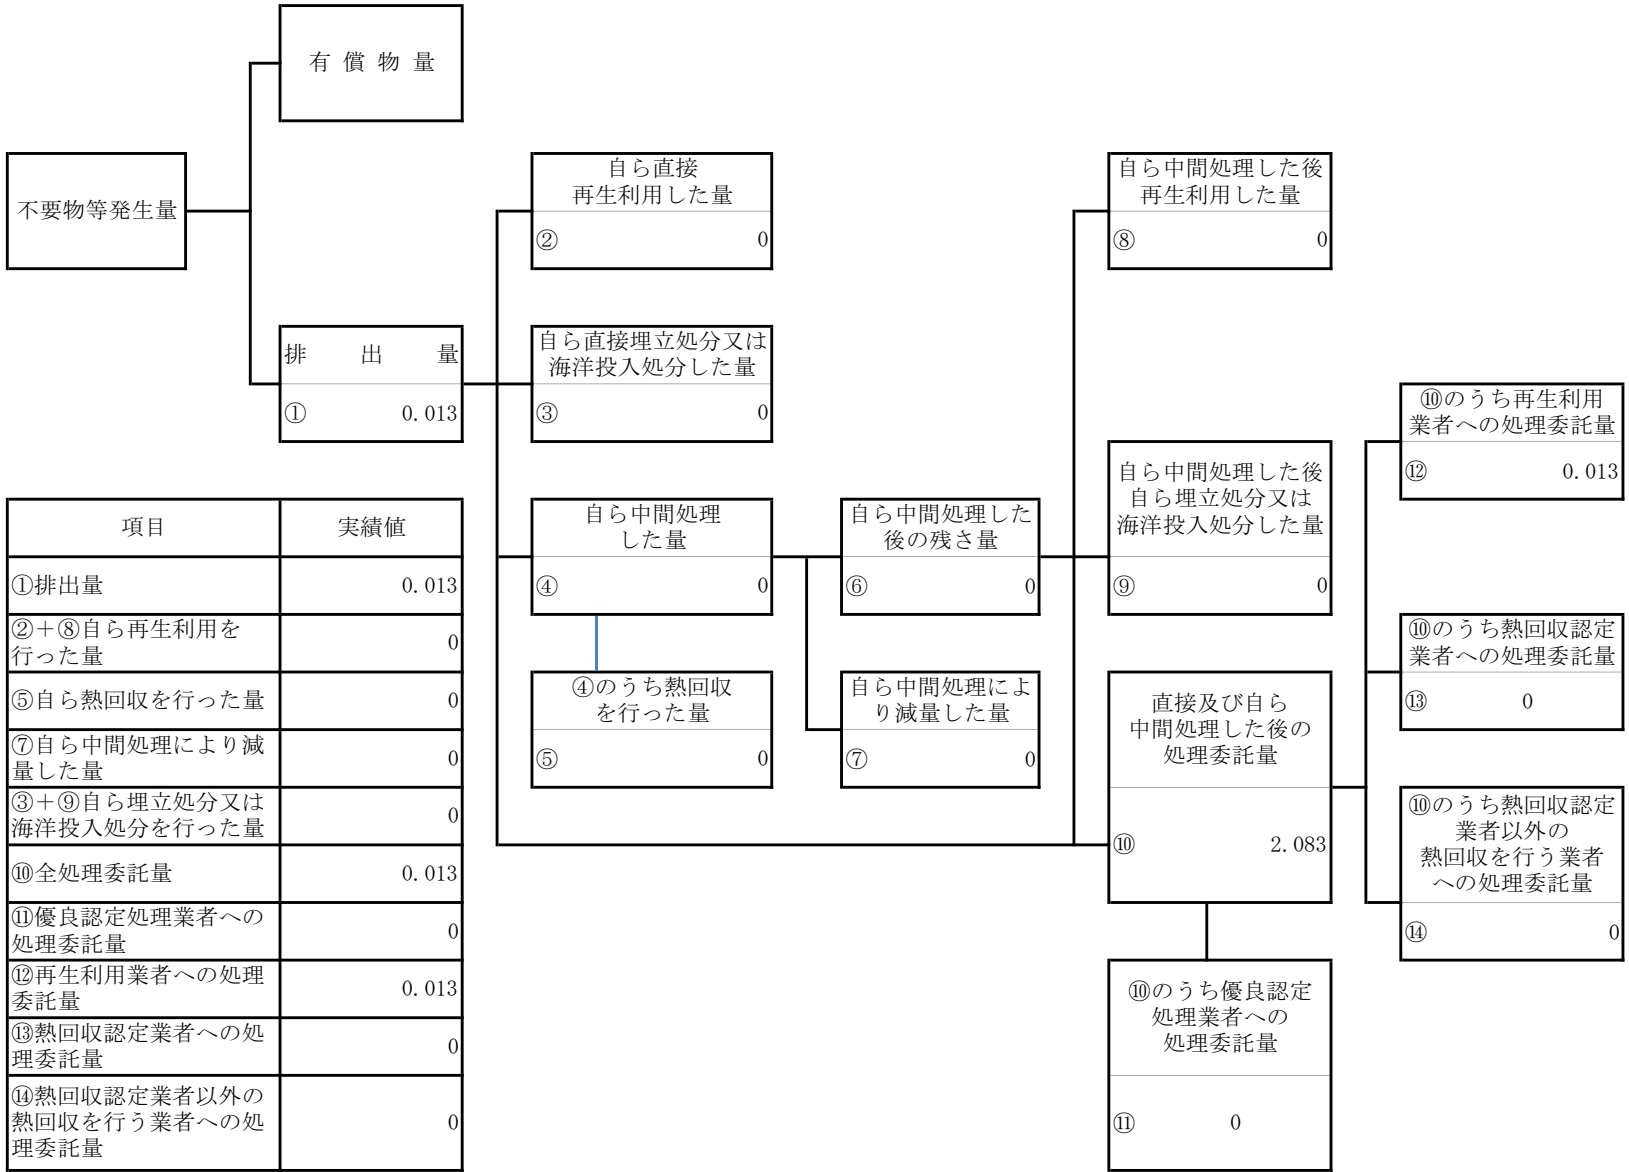 有償物量
不要物等発生量
自ら直接
再生利用した量
② 0
自ら中間処理した後
再生利用した量
⑧ 0
排出量
① 0.013
自ら直接埋立処分又は
海洋投入処分した量
③ 0
⑩のうち再生利用
業者への処理委託量
⑫ 0.013
自ら中間処理
した量
④ 0
自ら中間処理した
後の残さ量
⑥ 0
自ら中間処理した後
自ら埋立処分又は
海洋投入処分した量
⑨ 0
⑩のうち熱回収認定
業者への処理委託量
⑬ 0
④のうち熱回収
を行った量
⑤ 0
自ら中間処理によ
り減量した量
⑦ 0
直接及び自ら
中間処理した後の
処理委託量
⑩ 2.083
⑩のうち熱回収認定
業者以外の
熱回収を行う業者
への処理委託量
⑭ 0
⑩のうち優良認定
処理業者への
処理委託量
⑪ 0
項目 実績値
①排出量 0.013
②＋⑧自ら再生利用を
行った量 0
⑤自ら熱回収を行った量 0
⑦自ら中間処理により減
量した量 0
③＋⑨自ら埋立処分又は
海洋投入処分を行った量 0
⑩全処理委託量 0.013
⑪優良認定処理業者への
処理委託量 0
⑫再生利用業者への処理
委託量 0.013
⑬熱回収認定業者への処
理委託量 0
⑭熱回収認定業者以外の
熱回収を行う業者への処
理委託量 0